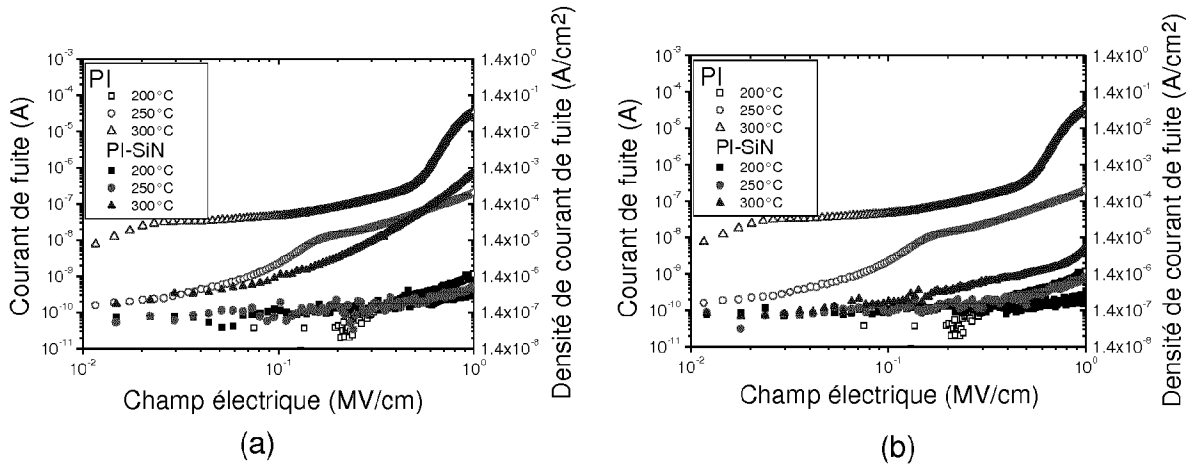 Courant de fuite (A)
10⁻³
10⁻⁴
10⁻⁵
10⁻⁶
10⁻⁷
10⁻⁸
10⁻⁹
10⁻¹⁰
10⁻¹¹
PI
200°C
250°C
300°C
PI-SiN
200°C
250°C
300°C
1.4x10⁰
1.4x10⁻¹
1.4x10⁻²
1.4x10⁻³
1.4x10⁻⁴
1.4x10⁻⁵
1.4x10⁻⁶
1.4x10⁻⁷
1.4x10⁻⁸
Densité de courant de fuite (A/cm²)
10⁻² 10⁻¹ 10⁰
Champ électrique (MV/cm)
(a)
Courant de fuite (A)
10⁻³
10⁻⁴
10⁻⁵
10⁻⁶
10⁻⁷
10⁻⁸
10⁻⁹
10⁻¹⁰
10⁻¹¹
PI
200°C
250°C
300°C
PI-SiN
200°C
250°C
300°C
1.4x10⁰
1.4x10⁻¹
1.4x10⁻²
1.4x10⁻³
1.4x10⁻⁴
1.4x10⁻⁵
1.4x10⁻⁶
1.4x10⁻⁷
1.4x10⁻⁸
Densité de courant de fuite (A/cm²)
10⁻² 10⁻¹ 10⁰
Champ électrique (MV/cm)
(b)